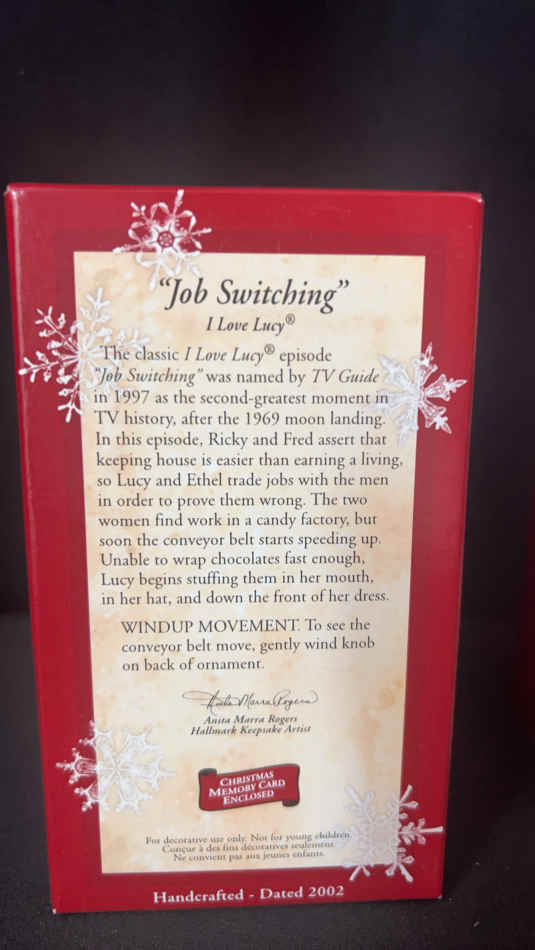 “Job Switching”
I Love Lucy®
The classic I Love Lucy® episode
“Job Switching” was named by TV Guide
in 1997 as the second-greatest moment in
TV history, after the 1969 moon landing.
In this episode, Ricky and Fred assert that
keeping house is easier than earning a living,
so Lucy and Ethel trade jobs with the men
in order to prove them wrong. The two
women find work in a candy factory, but
soon the conveyor belt starts speeding up.
Unable to wrap chocolates fast enough,
Lucy begins stuffing them in her mouth,
in her hat, and down the front of her dress.
WINDUP MOVEMENT. To see the
conveyor belt move, gently wind knob
on back of ornament.
Anita Marra Rogers
Anita Marra Rogers
Hallmark Keepsake Artist
CHRISTMAS
MEMORY CARD
ENCLOSED
For decorative use only. Not for young children.
Conçue à des fins décoratives seulement.
Ne convient pas aux jeunes enfants.
Handcrafted - Dated 2002